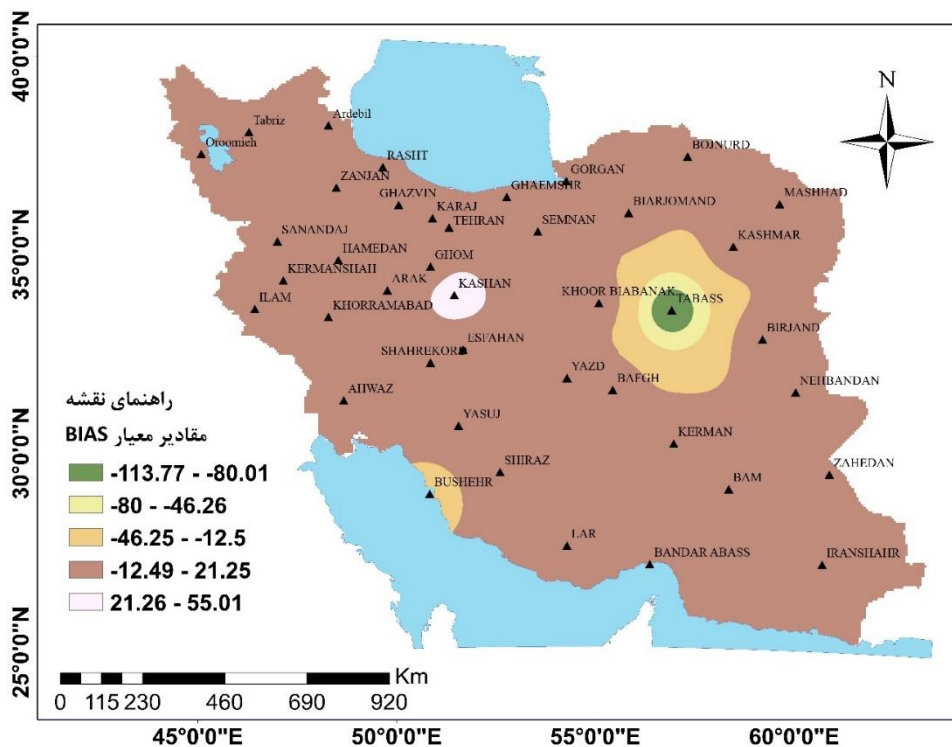 40°0'0"N
35°0'0"N
30°0'0"N
25°0'0"N
N
Tabriz
Ardebil
Oroomieh
RASHT
BOJNURD
ZANJAN
GORGAN
GHAZVIN
GHAEMSHR
MASHHAD
KARAJ
BIARJOMAND
TEHRAN
SEMNAN
SANANDAJ
KASHMAR
HAMEDAN
GHOM
KERMANSHAH
ARAK
KASHAN
KHOOR BIABANAK
TABASS
ILAM
KHORRAMABAD
BIRJAND
ESFAHAN
SHAHREKORD
YAZD
BAFGH
NEHBANDAN
AHWAZ
YASUJ
KERMAN
SHIRAZ
ZAHEDAN
BUSHEHR
BAM
LAR
BANDAR ABASS
IRANSHAHR
راهنمای نقشه
مقادیر معیار BIAS
-113.77 - -80.01
-80 - -46.26
-46.25 - -12.5
-12.49 - 21.25
21.26 - 55.01
Km
0 115 230 460 690 920
45°0'0"E 50°0'0"E 55°0'0"E 60°0'0"E